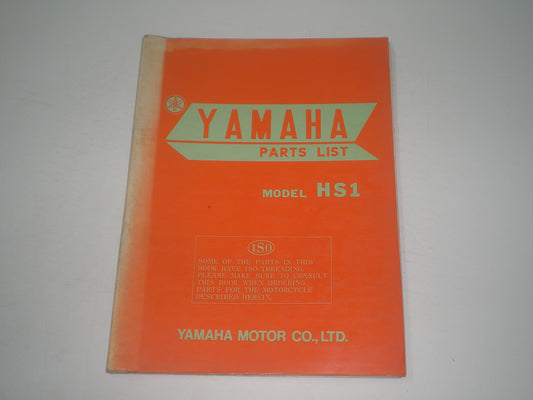 YAMAHA
PARTS LIST
MODEL HS1
ISO
SOME OF THE PARTS IN THIS
BOOK HAVE ISO THREADING
PLEASE MAKE SURE TO CONSULT
THIS BOOK WHEN ORDERING
PARTS FOR THE MOTORCYCLE
DESCRIBED HEREIN.
YAMAHA MOTOR CO., LTD.